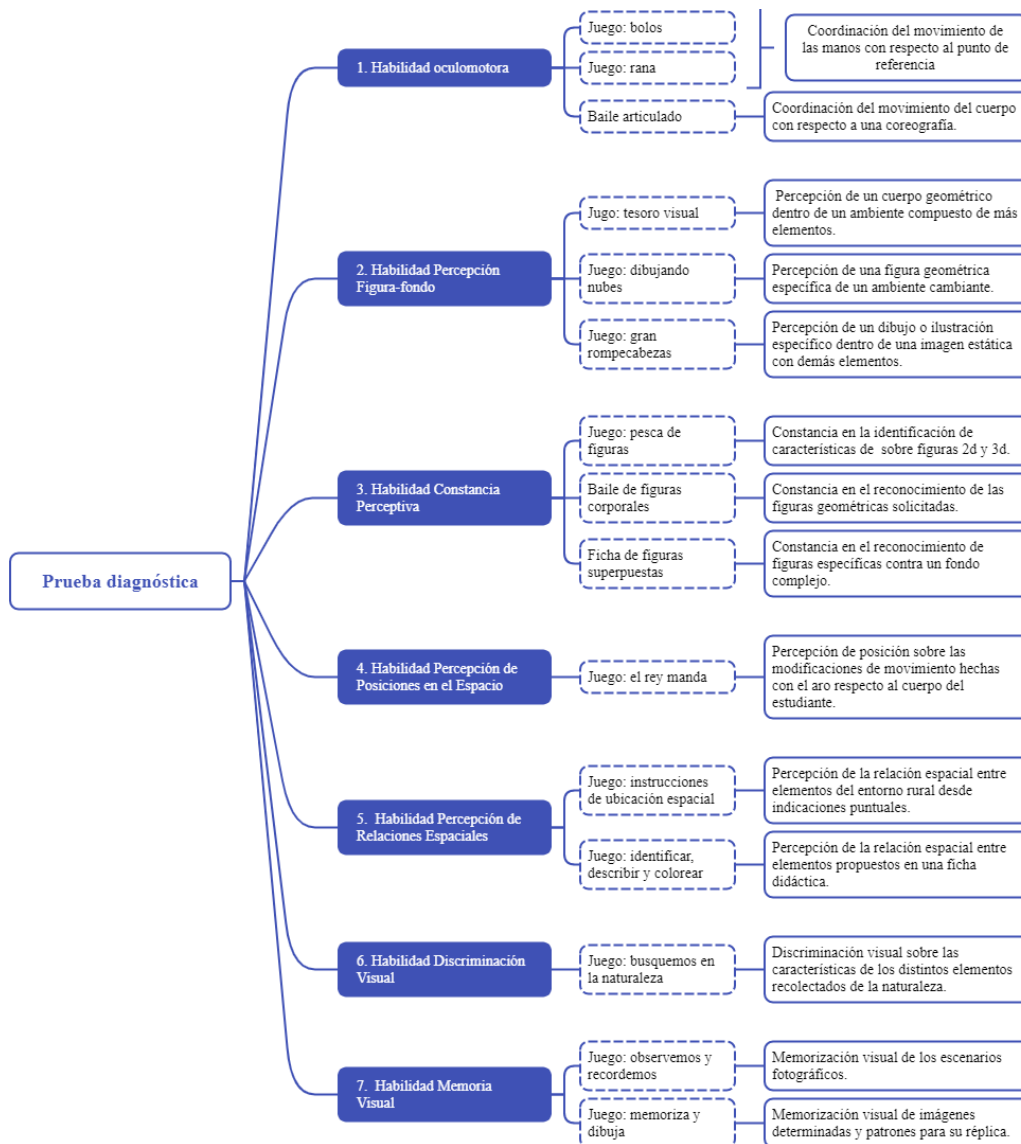 Prueba diagnóstica
1. Habilidad oculomotora
Juego: bolos
Juego: rana
Coordinación del movimiento de
las manos con respecto al punto de
referencia
Baile articulado
Coordinación del movimiento del cuerpo
con respecto a una coreografía.
2. Habilidad Percepción
Figura-fondo
Jugo: tesoro visual
Percepción de un cuerpo geométrico
dentro de un ambiente compuesto de más
elementos.
Juego: dibujando
nubes
Percepción de una figura geométrica
específica de un ambiente cambiante.
Juego: gran
rompecabezas
Percepción de un dibujo o ilustración
específico dentro de una imagen estática
con demás elementos.
3. Habilidad Constancia
Perceptiva
Juego: pesca de
figuras
Constancia en la identificación de
características de sobre figuras 2d y 3d.
Baile de figuras
corporales
Constancia en el reconocimiento de las
figuras geométricas solicitadas.
Ficha de figuras
superpuestas
Constancia en el reconocimiento de
figuras específicas contra un fondo
complejo.
4. Habilidad Percepción de
Posiciones en el Espacio
Juego: el rey manda
Percepción de posición sobre las
modificaciones de movimiento hechas
con el aro respecto al cuerpo del
estudiante.
5. Habilidad Percepción de
Relaciones Espaciales
Juego: instrucciones
de ubicación espacial
Percepción de la relación espacial entre
elementos del entorno rural desde
indicaciones puntuales.
Juego: identificar,
describir y colorear
Percepción de la relación espacial entre
elementos propuestos en una ficha
didáctica.
6. Habilidad Discriminación
Visual
Juego: busquemos en
la naturaleza
Discriminación visual sobre las
características de los distintos elementos
recolectados de la naturaleza.
7. Habilidad Memoria
Visual
Juego: observemos y
recordemos
Memorización visual de los escenarios
fotográficos.
Juego: memoriza y
dibuja
Memorización visual de imágenes
determinadas y patrones para su réplica.